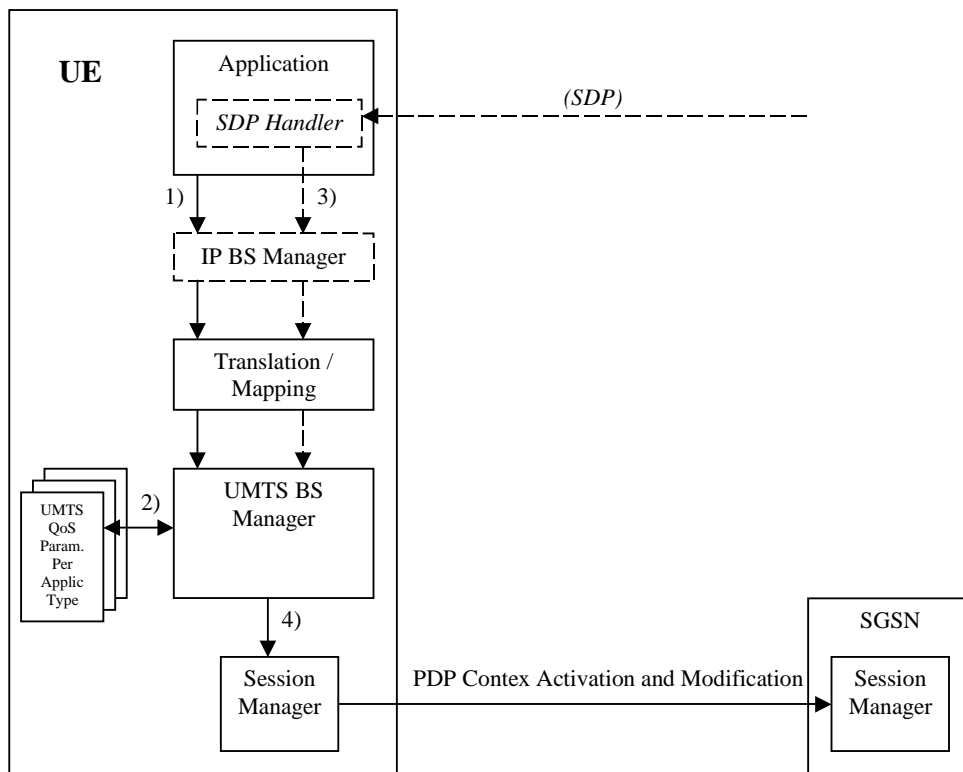 UE
Application
SDP Handler
(SDP)
1)
3)
IP BS Manager
Translation /
Mapping
UMTS BS
Manager
2)
UMTS
QoS
Param.
Per
Applic
Type
4)
SGSN
Session
Manager
PDP Contex Activation and Modification
Session
Manager